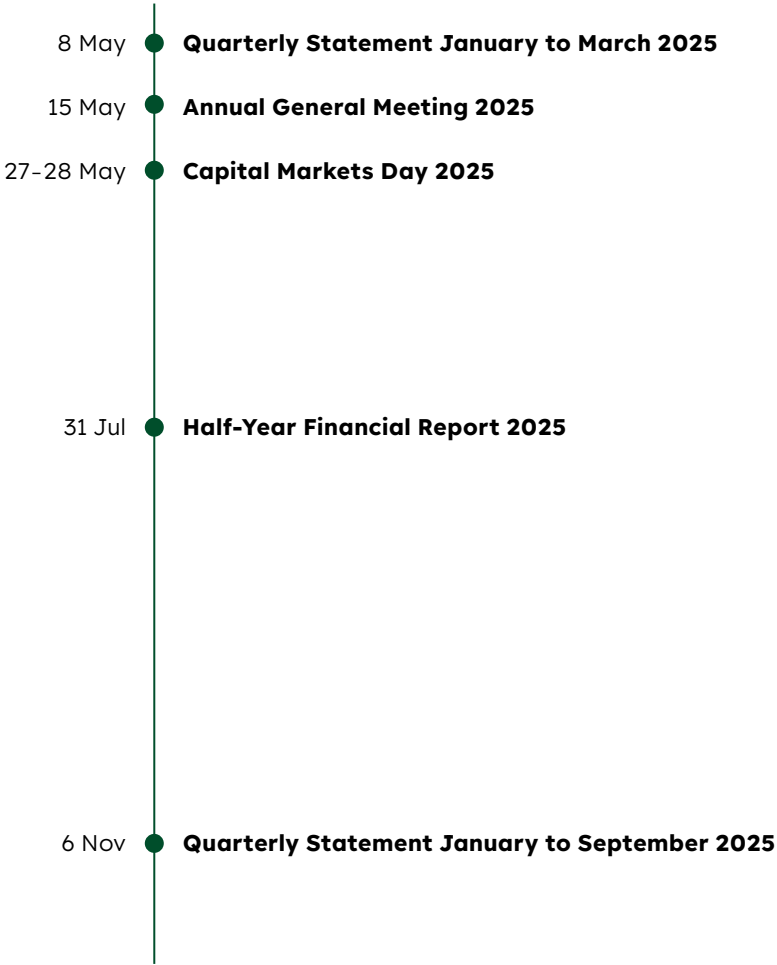 8 May Quarterly Statement January to March 2025
15 May Annual General Meeting 2025
27–28 May Capital Markets Day 2025
31 Jul Half-Year Financial Report 2025
6 Nov Quarterly Statement January to September 2025